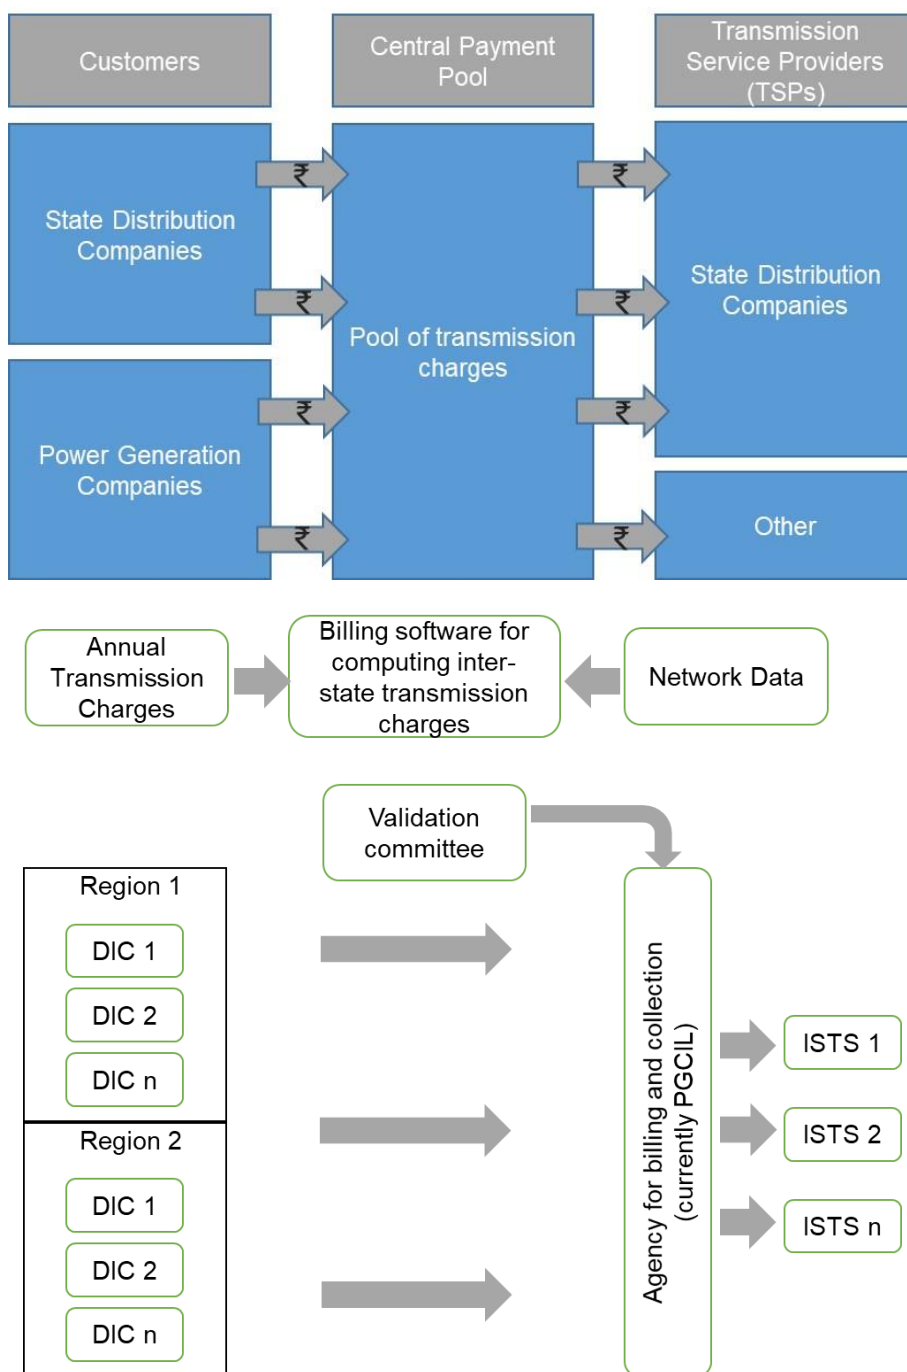 Customers
Central Payment
Pool
Transmission
Service Providers
(TSPs)
State Distribution
Companies
₹
₹
₹
₹
Power Generation
Companies
Pool of transmission
charges
₹
₹
₹
₹
State Distribution
Companies
Other
Annual
Transmission
Charges
Billing software for
computing inter-
state transmission
charges
Network Data
Validation
committee
Region 1
DIC 1
DIC 2
DIC n
Region 2
DIC 1
DIC 2
DIC n
Agency for billing and collection
(currently PGCIL)
ISTS 1
ISTS 2
ISTS n